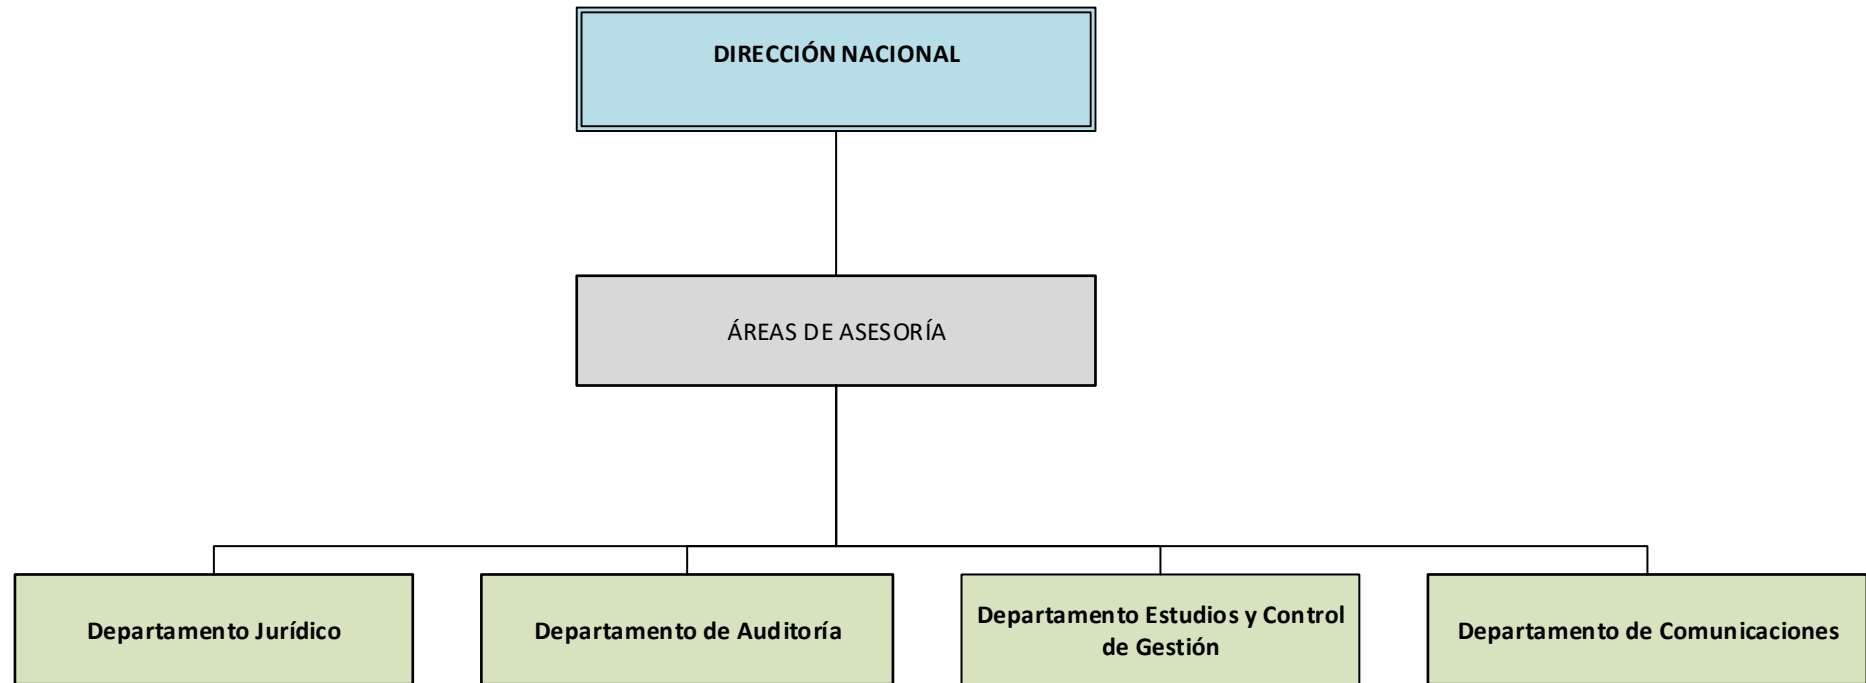 DIRECCIÓN NACIONAL
ÁREAS DE ASESORÍA
Departamento Jurídico
Departamento de Auditoría
Departamento Estudios y Control
de Gestión
Departamento de Comunicaciones